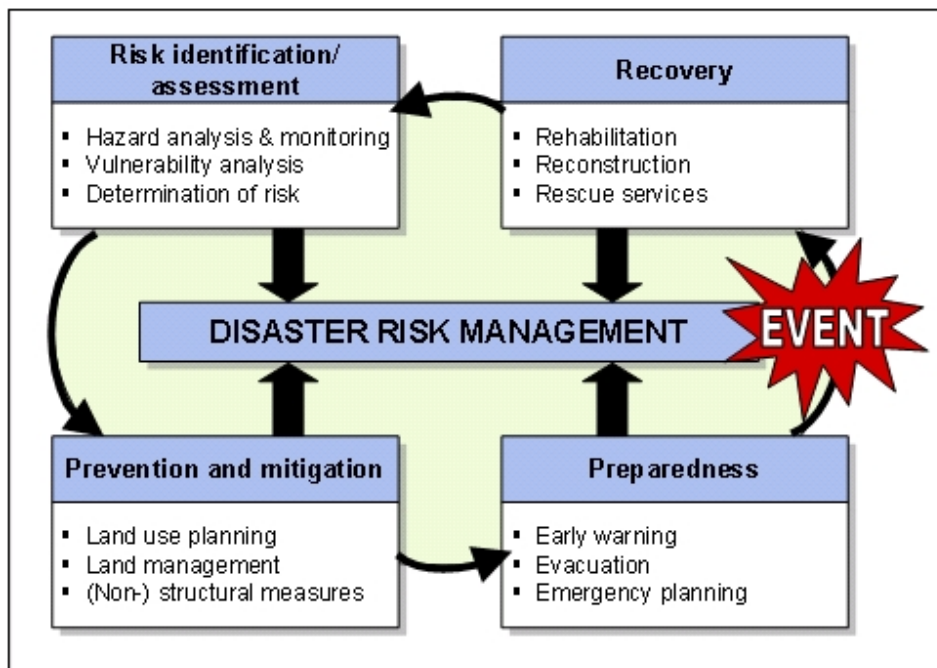 Risk identification/
assessment
▪ Hazard analysis & monitoring
▪ Vulnerability analysis
▪ Determination of risk
Recovery
▪ Rehabilitation
▪ Reconstruction
▪ Rescue services
DISASTER RISK MANAGEMENT
EVENT
Prevention and mitigation
▪ Land use planning
▪ Land management
▪ (Non-) structural measures
Preparedness
▪ Early warning
▪ Evacuation
▪ Emergency planning